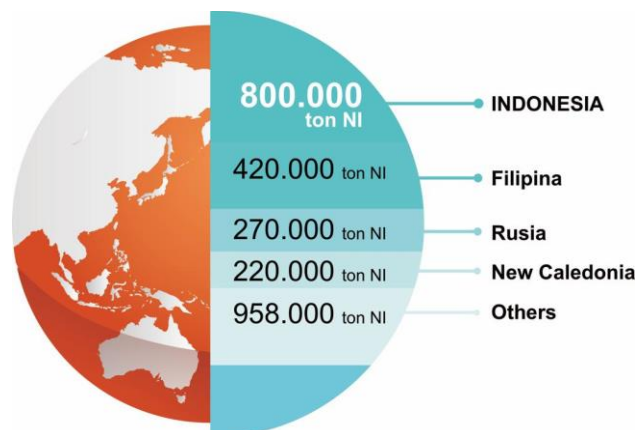 800.000
ton NI
INDONESIA
420.000 ton NI
Filipina
270.000 ton NI
Rusia
220.000 ton NI
New Caledonia
958.000 ton NI
Others